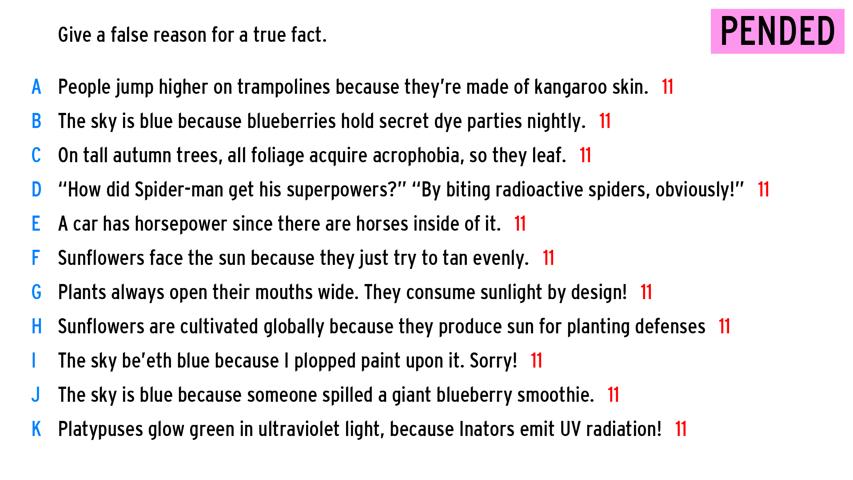 Give a false reason for a true fact.
PENDED
A People jump higher on trampolines because they're made of kangaroo skin. 11
B The sky is blue because blueberries hold secret dye parties nightly. 11
C On tall autumn trees, all foliage acquire acrophobia, so they leaf. 11
D “How did Spider-man get his superpowers?” “By biting radioactive spiders, obviously!” 11
E A car has horsepower since there are horses inside of it. 11
F Sunflowers face the sun because they just try to tan evenly. 11
G Plants always open their mouths wide. They consume sunlight by design! 11
H Sunflowers are cultivated globally because they produce sun for planting defenses 11
I The sky be'eth blue because I plopped paint upon it. Sorry! 11
J The sky is blue because someone spilled a giant blueberry smoothie. 11
K Platypuses glow green in ultraviolet light, because Inators emit UV radiation! 11